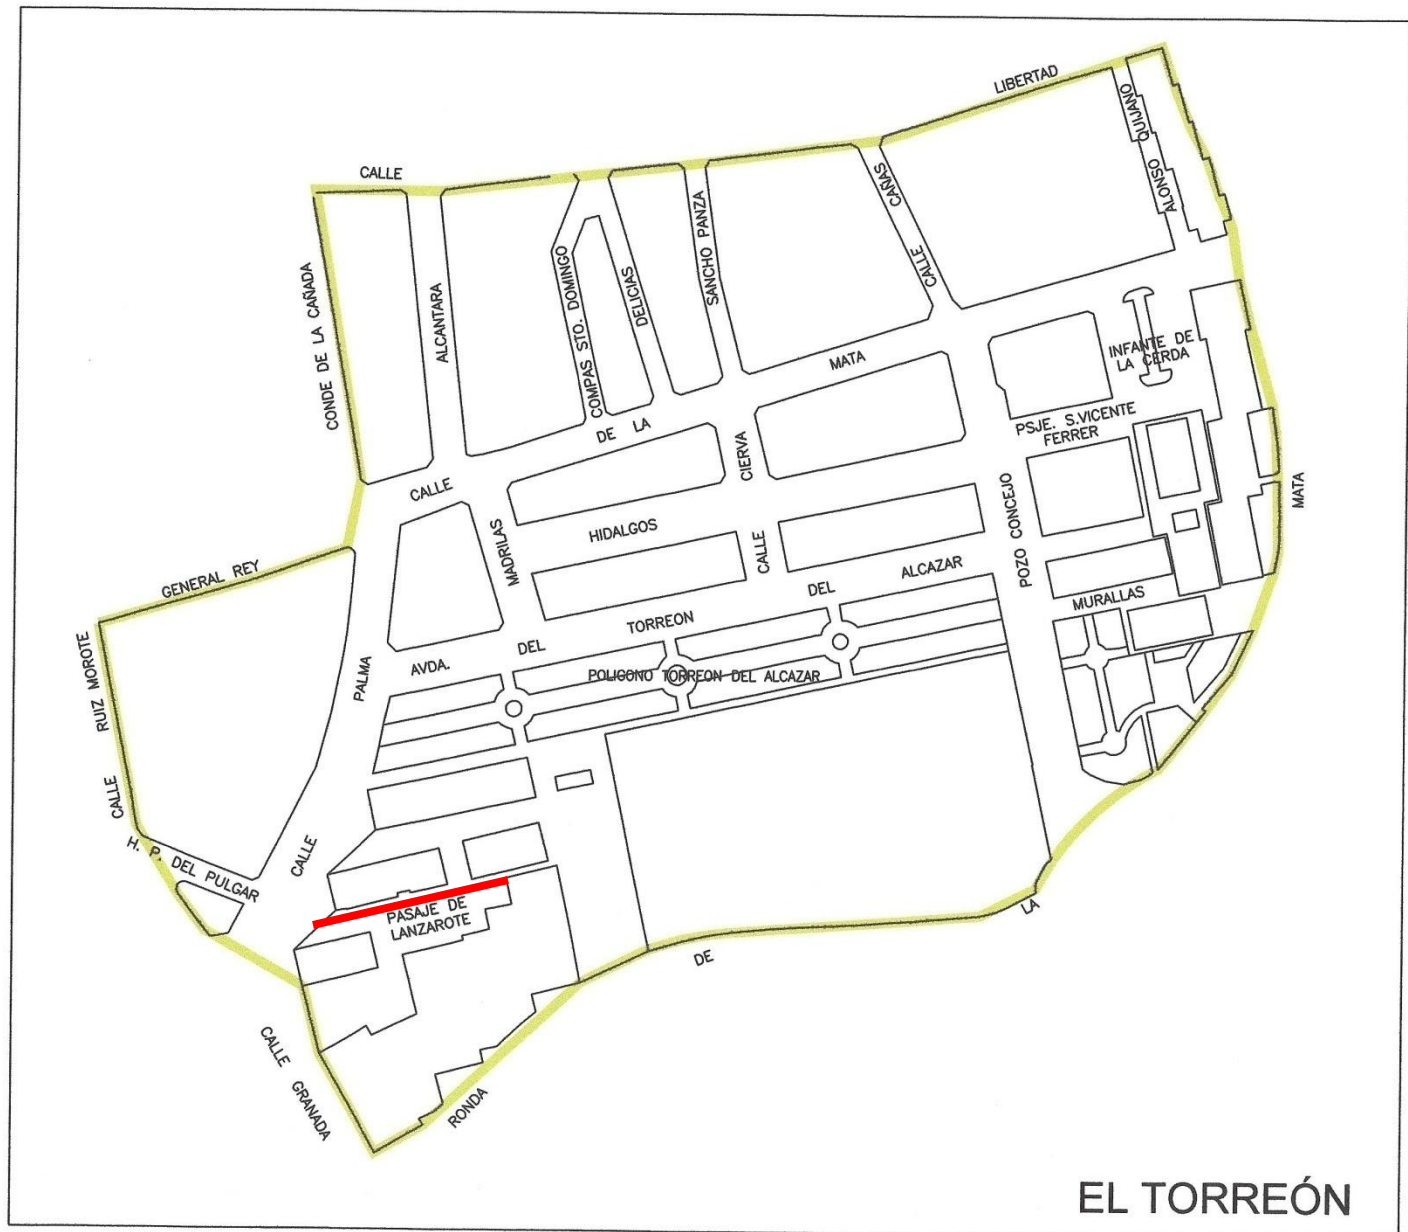 LIBERTAD
CALLE
ALONSO QUIJANO
CALLE CAÑAS
SANCHO PANZA
DELICIAS
COMPAS STO. DOMINGO
ALCANTARA
CONDE DE LA CAÑADA
INFANTE DE
LA CERDA
CALLE DE LA MATA
PSJE. S.VICENTE
FERRER
CALLE CIERVA
MADRILAS
HIDALGOS
POZO CONCEJO
GENERAL REY
MURALLAS
AVDA. DEL TORREON DEL ALCAZAR
POLIGONO TORREON DEL ALCAZAR
CALLE PALMA
CALLE RUIZ MOROTE
H. P. DEL PULGAR
PASAJE DE
LANZAROTE
CALLE GRANADA
RONDA DE LA MATA
EL TORREÓN